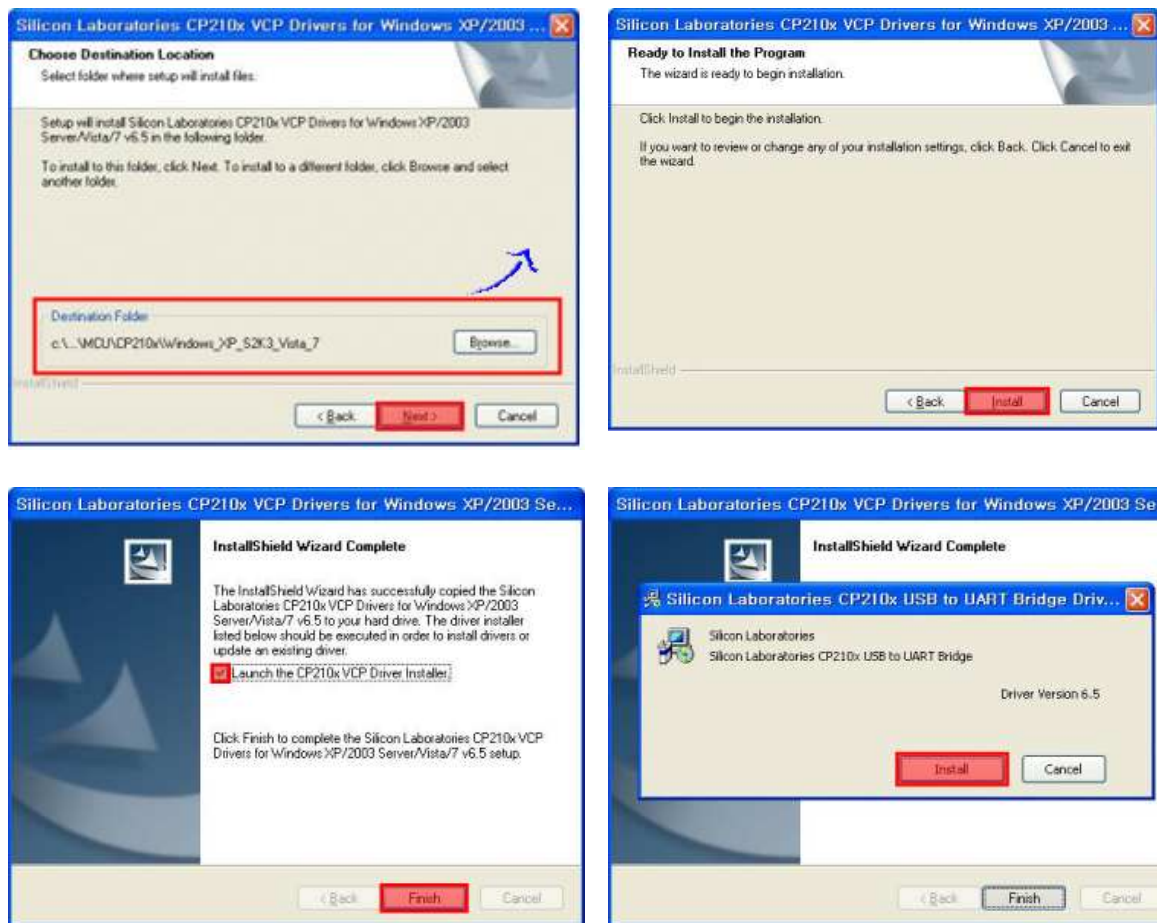 Silicon Laboratories CP210x VCP Drivers for Windows XP/2003 ...
Choose Destination Location
Select folder where setup will install files.
Setup will install Silicon Laboratories CP210x VCP Drivers for Windows XP/2003
Server/Vista/7 v6.5 in the following folder.
To install to this folder, click Next. To install to a different folder, click Browse and select
another folder.
Destination Folder
c:\...\MCU\CP210x\Windows_XP_S2K3_Vista_7
Browse...
InstallShield
< Back
Next >
Cancel
Silicon Laboratories CP210x VCP Drivers for Windows XP/2003 ...
Ready to Install the Program
The wizard is ready to begin installation.
Click Install to begin the installation.
If you want to review or change any of your installation settings, click Back. Click Cancel to exit
the wizard.
InstallShield
< Back
Install
Cancel
Silicon Laboratories CP210x VCP Drivers for Windows XP/2003 Se...
InstallShield Wizard Complete
The InstallShield Wizard has successfully copied the Silicon
Laboratories CP210x VCP Drivers for Windows XP/2003
Server/Vista/7 v6.5 to your hard drive. The driver installer
listed below should be executed in order to install drivers or
update an existing driver.
Launch the CP210x VCP Driver Installer.
Click Finish to complete the Silicon Laboratories CP210x VCP
Drivers for Windows XP/2003 Server/Vista/7 v6.5 setup.
< Back
Finish
Cancel
Silicon Laboratories CP210x VCP Drivers for Windows XP/2003 Se
InstallShield Wizard Complete
Silicon Laboratories CP210x USB to UART Bridge Driv...
Silicon Laboratories
Silicon Laboratories CP210x USB to UART Bridge
Driver Version 6.5
Install
Cancel
< Back
Finish
Cancel